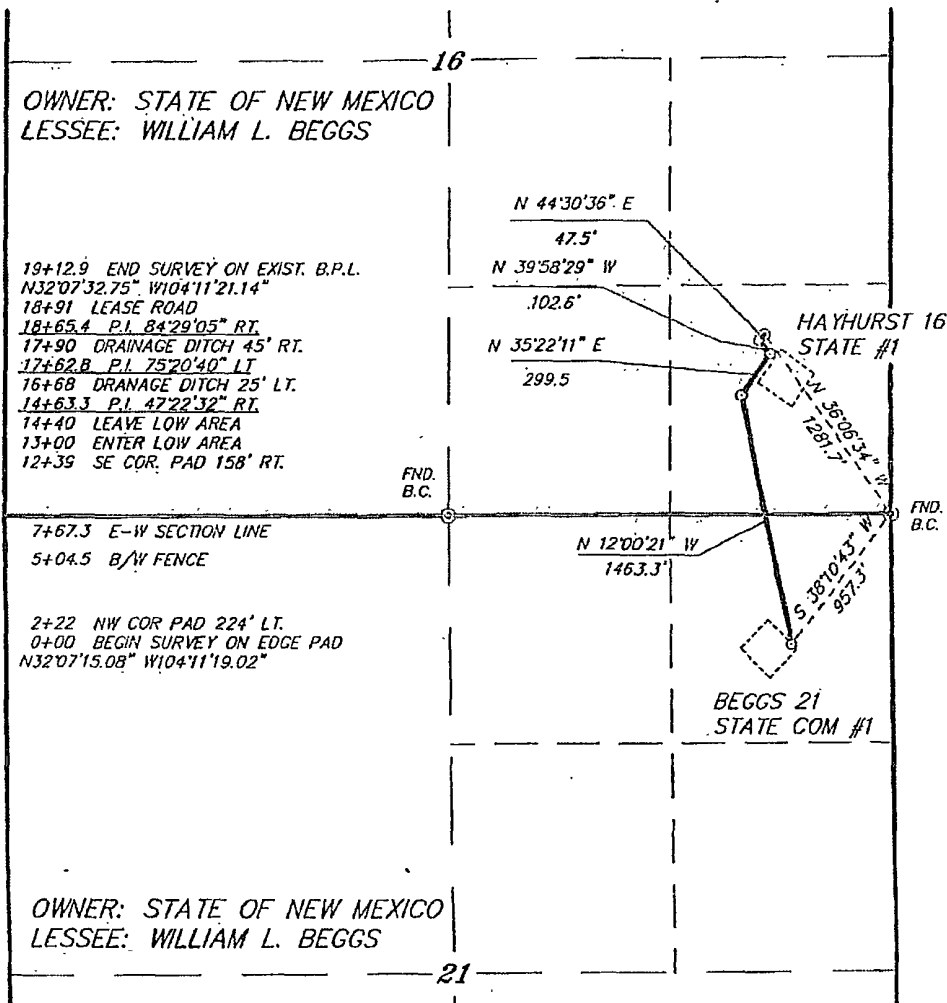 16
OWNER: STATE OF NEW MEXICO
LESSEE: WILLIAM L. BEGGS
N 44°30'36" E
47.5'
N 39°58'29" W
102.6'
N 35°22'11" E
299.5
HAYHURST 16
STATE #1
N 36°06'34" W
1281.7'
19+12.9 END SURVEY ON EXIST. B.P.L.
N32°07'32.75" W104°11'21.14"
18+91 LEASE ROAD
18+65.4 P.I. 84°29'05" RT.
17+90 DRAINAGE DITCH 45' RT.
17+62.8 P.I. 75°20'40" LT
16+68 DRANAGE DITCH 25' LT.
14+63.3 P.I. 47°22'32" RT.
14+40 LEAVE LOW AREA
13+00 ENTER LOW AREA
12+39 SE COR. PAD 158' RT.
FND.
B.C.
FND.
B.C.
7+67.3 E-W SECTION LINE
5+04.5 B/W FENCE
N 12°00'21" W
1463.3'
S 38°10'43" W
957.3'
2+22 NW COR PAD 224' LT.
0+00 BEGIN SURVEY ON EDGE PAD
N32°07'15.08" W104°11'19.02"
BEGGS 21
STATE COM #1
OWNER: STATE OF NEW MEXICO
LESSEE: WILLIAM L. BEGGS
21